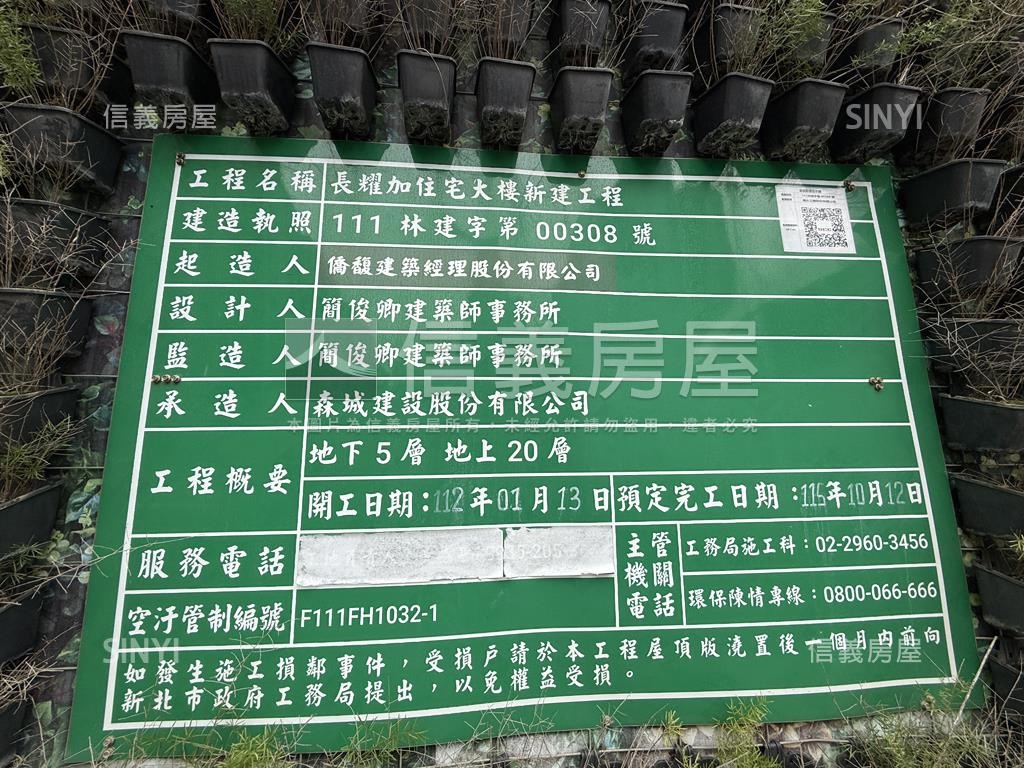 信義房屋
SINYI
工程名稱 長耀加住宅大樓新建工程
建造執照 111 林建字第 00308 號
起造人 僑馥建築經理股份有限公司
設計人 簡俊卿建築師事務所
監造人 簡俊卿建築師事務所
信義房屋
承造人 森城建設股份有限公司
本圖片為信義房屋所有,未經允許請勿盜用,違者必究
工程概要 地下 5 層 地上 20 層
開工日期:112年01月13日 預定完工日期:115年10月12日
服務電話
主管機關電話 工務局施工科:02-2960-3456
環保陳情專線:0800-066-666
空汙管制編號 F111FH1032-1
SINYI
信義房屋
如發生施工損鄰事件,受損戶請於本工程屋頂版澆置後一個月內前向
新北市政府工務局提出,以免權益受損。